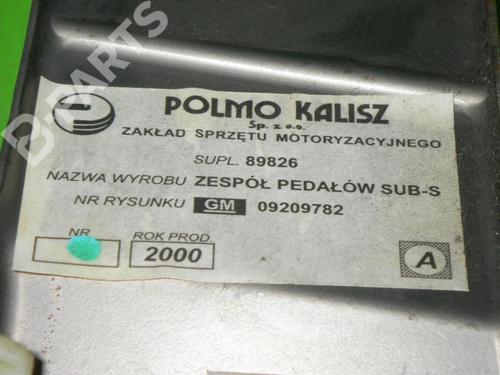 B-PARTS
POLMO KALISZ
Sp. z o.o.
ZAKŁAD SPRZĘTU MOTORYZACYJNEGO
SUPL. 89826
NAZWA WYROBU ZESPÓŁ PEDAŁÓW SUB-S
NR RYSUNKU GM 09209782
NR ROK PROD.
2000
A